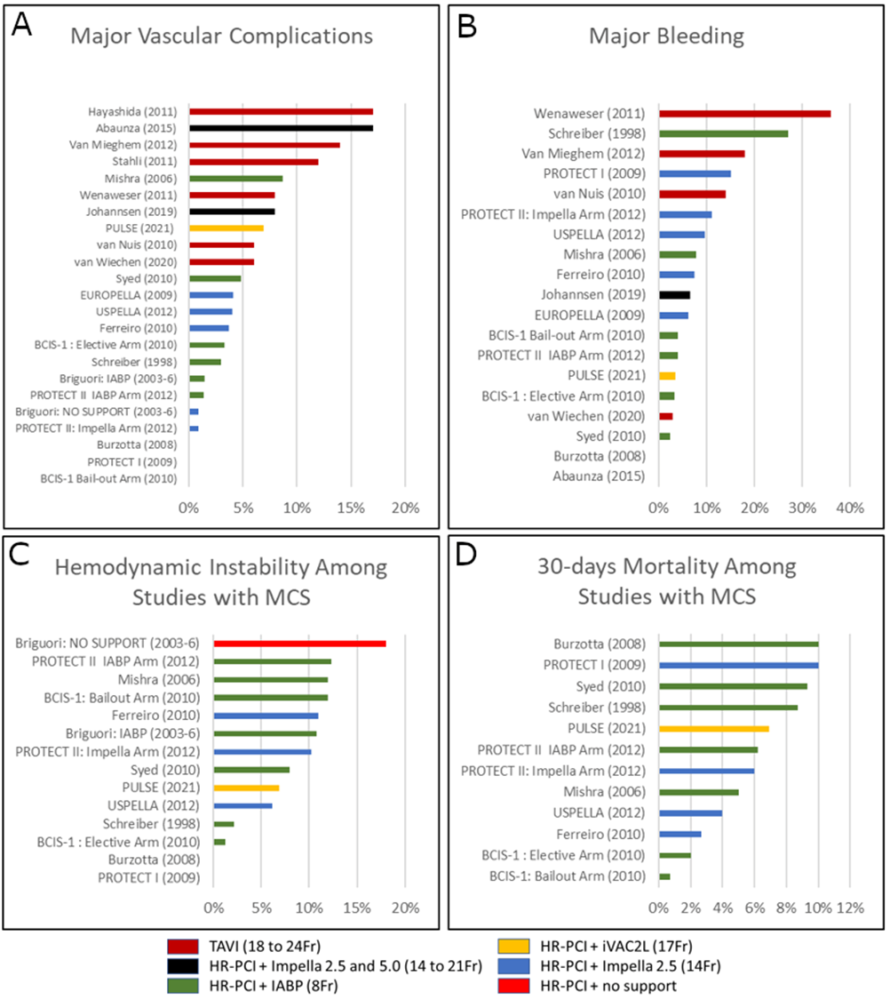 A
Major Vascular Complications
Hayashida (2011)
Abaunza (2015)
Van Mieghem (2012)
Stahli (2011)
Mishra (2006)
Wenaweser (2011)
Johannsen (2019)
PULSE (2021)
van Nuis (2010)
van Wiechen (2020)
Syed (2010)
EUROPELLA (2009)
USPELLA (2012)
Ferreiro (2010)
BCIS-1 : Elective Arm (2010)
Schreiber (1998)
Briguori: IABP (2003-6)
PROTECT II IABP Arm (2012)
Briguori: NO SUPPORT (2003-6)
PROTECT II: Impella Arm (2012)
Burzotta (2008)
PROTECT I (2009)
BCIS-1 Bail-out Arm (2010)
0% 5% 10% 15% 20%
B
Major Bleeding
Wenaweser (2011)
Schreiber (1998)
Van Mieghem (2012)
PROTECT I (2009)
van Nuis (2010)
PROTECT II: Impella Arm (2012)
USPELLA (2012)
Mishra (2006)
Ferreiro (2010)
Johannsen (2019)
EUROPELLA (2009)
BCIS-1 Bail-out Arm (2010)
PROTECT II IABP Arm (2012)
PULSE (2021)
BCIS-1 : Elective Arm (2010)
van Wiechen (2020)
Syed (2010)
Burzotta (2008)
Abaunza (2015)
0% 10% 20% 30% 40%
C
Hemodynamic Instability Among
Studies with MCS
Briguori: NO SUPPORT (2003-6)
PROTECT II IABP Arm (2012)
Mishra (2006)
BCIS-1: Bailout Arm (2010)
Ferreiro (2010)
Briguori: IABP (2003-6)
PROTECT II: Impella Arm (2012)
Syed (2010)
PULSE (2021)
USPELLA (2012)
Schreiber (1998)
BCIS-1 : Elective Arm (2010)
Burzotta (2008)
PROTECT I (2009)
0% 5% 10% 15% 20%
D
30-days Mortality Among
Studies with MCS
Burzotta (2008)
PROTECT I (2009)
Syed (2010)
Schreiber (1998)
PULSE (2021)
PROTECT II IABP Arm (2012)
PROTECT II: Impella Arm (2012)
Mishra (2006)
USPELLA (2012)
Ferreiro (2010)
BCIS-1 : Elective Arm (2010)
BCIS-1: Bailout Arm (2010)
0% 2% 4% 6% 8% 10% 12%
TAVI (18 to 24Fr)
HR-PCI + Impella 2.5 and 5.0 (14 to 21Fr)
HR-PCI + IABP (8Fr)
HR-PCI + iVAC2L (17Fr)
HR-PCI + Impella 2.5 (14Fr)
HR-PCI + no support